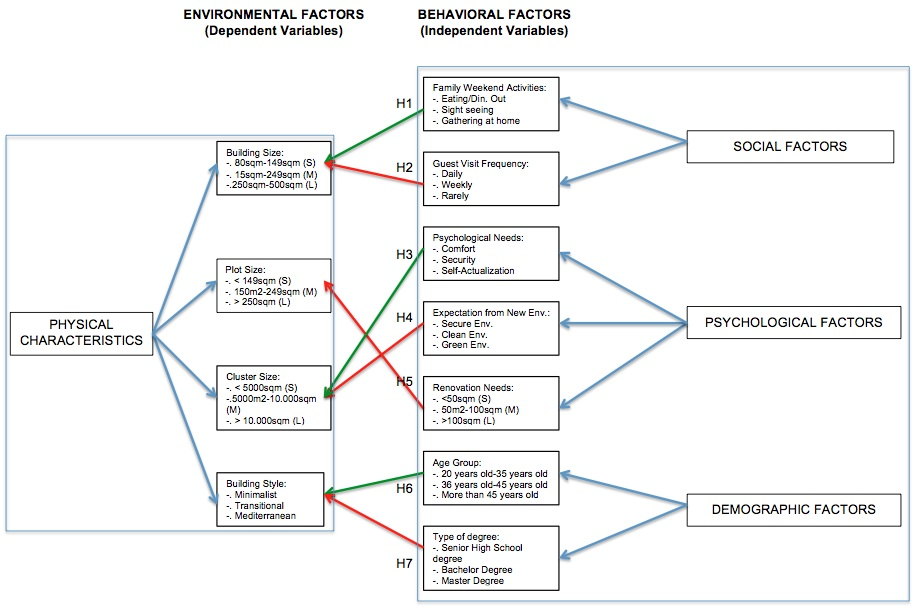 ENVIRONMENTAL FACTORS
(Dependent Variables)
BEHAVIORAL FACTORS
(Independent Variables)
PHYSICAL
CHARACTERISTICS
Building Size:
-. 80sqm-149sqm (S)
-. 15sqm-249sqm (M)
-.250sqm-500sqm (L)
Plot Size:
-. < 149sqm (S)
-. 150m2-249sqm (M)
-. > 250sqm (L)
Cluster Size:
-. < 5000sqm (S)
-.5000m2-10.000sqm
(M)
-. > 10.000sqm (L)
Building Style:
-. Minimalist
-. Transitional
-. Mediterranean
H1
H2
H3
H4
H5
H6
H7
Family Weekend Activities:
-. Eating/Din. Out
-. Sight seeing
-. Gathering at home
Guest Visit Frequency:
-. Daily
-. Weekly
-. Rarely
Psychological Needs:
-. Comfort
-. Security
-. Self-Actualization
Expectation from New Env.:
-. Secure Env.
-. Clean Env.
-. Green Env.
Renovation Needs:
-. <50sqm (S)
-. 50m2-100sqm (M)
-. >100sqm (L)
Age Group:
-. 20 years old-35 years old
-. 36 years old-45 years old
-. More than 45 years old
Type of degree:
-. Senior High School
degree
-. Bachelor Degree
-. Master Degree
SOCIAL FACTORS
PSYCHOLOGICAL FACTORS
DEMOGRAPHIC FACTORS